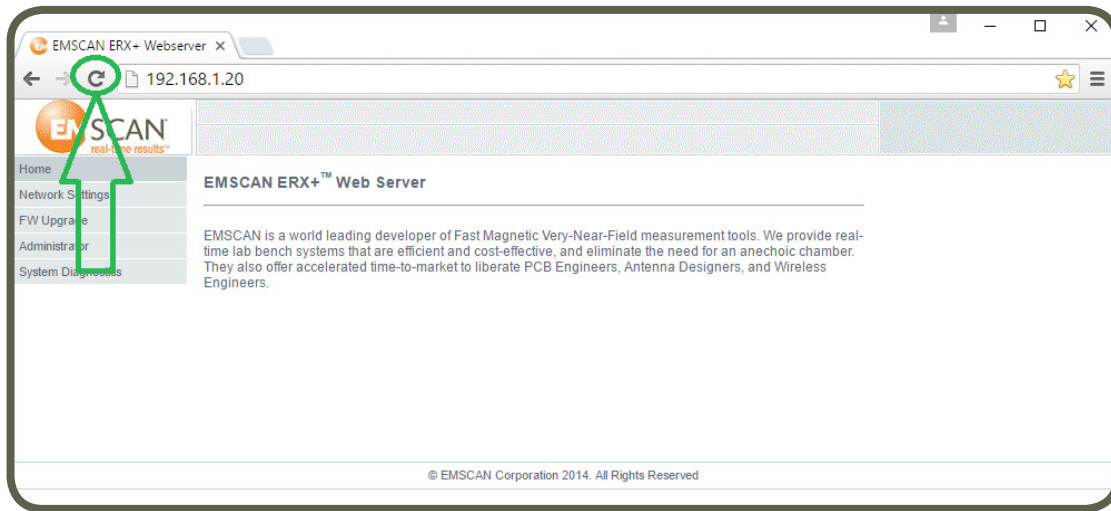 EMSCAN ERX+ Webserver
192.168.1.20
EMSCAN
real-time results™
Home
Network Settings
FW Upgrade
Administrator
System Diagnostics
EMSCAN ERX+™ Web Server
EMSCAN is a world leading developer of Fast Magnetic Very-Near-Field measurement tools. We provide real-
time lab bench systems that are efficient and cost-effective, and eliminate the need for an anechoic chamber.
They also offer accelerated time-to-market to liberate PCB Engineers, Antenna Designers, and Wireless
Engineers.
© EMSCAN Corporation 2014. All Rights Reserved